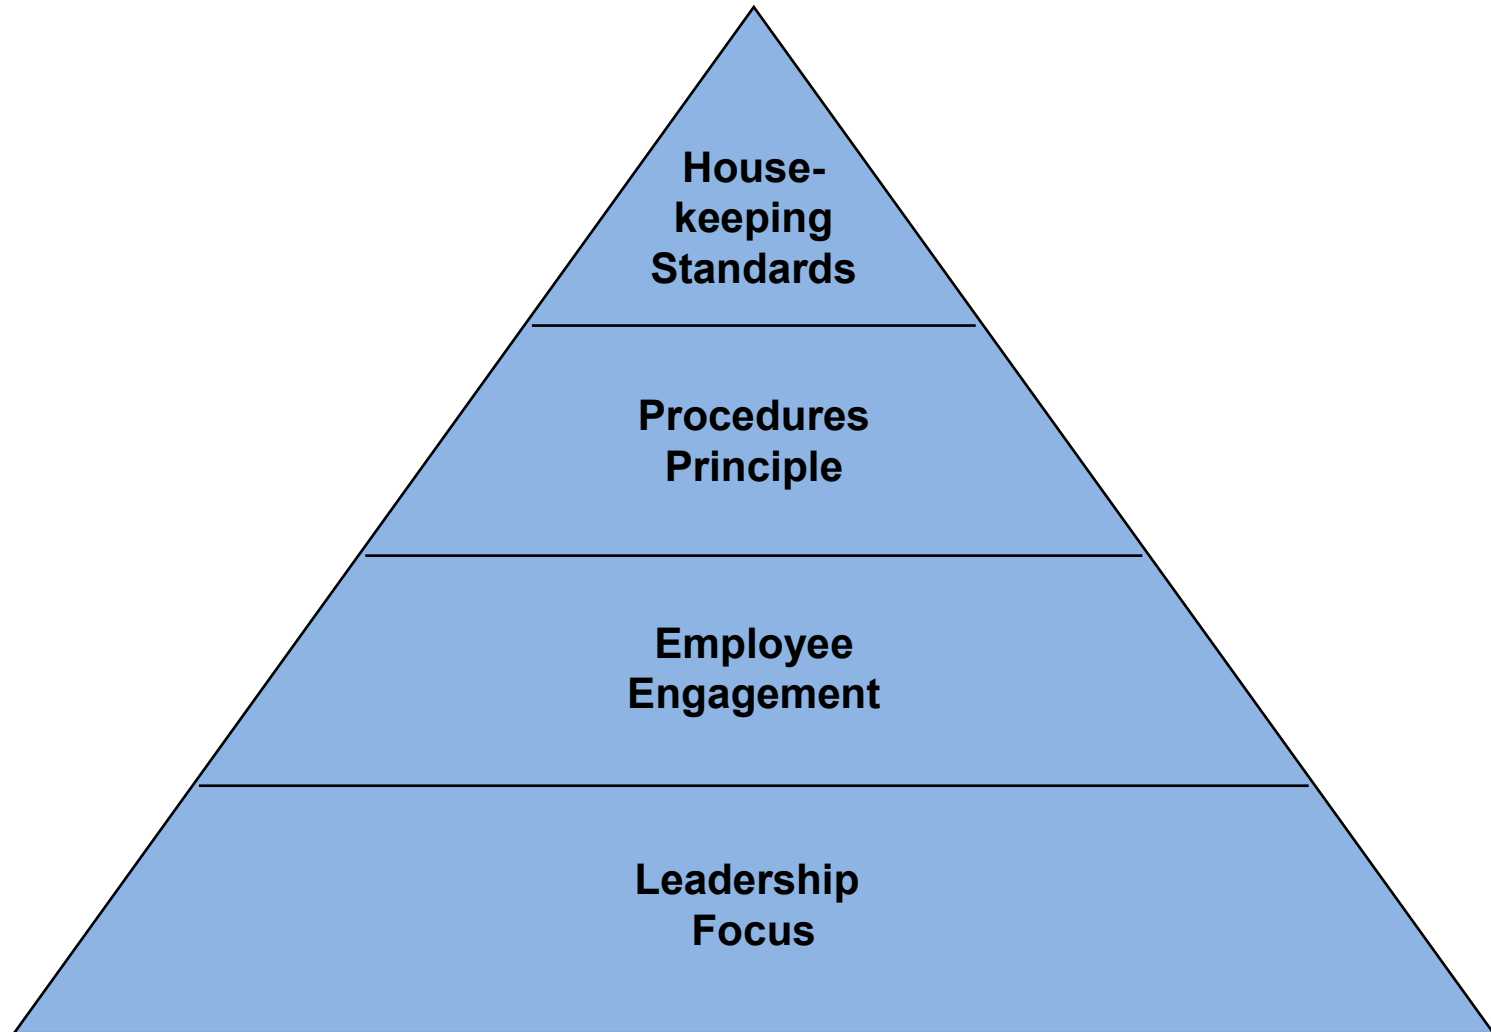 House-
keeping
Standards
Procedures
Principle
Employee
Engagement
Leadership
Focus